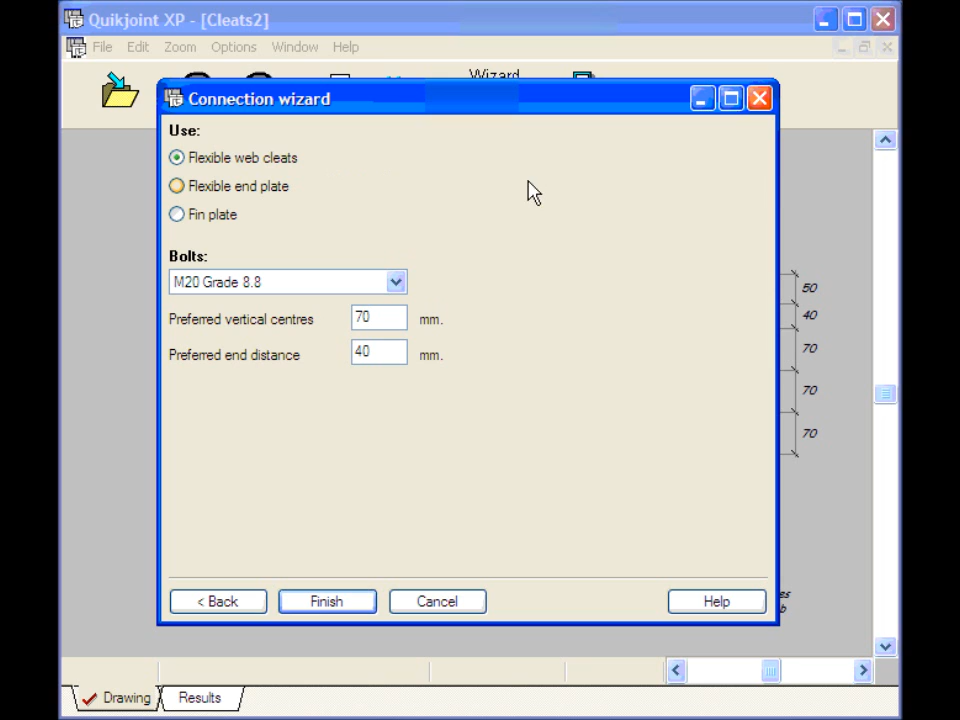 Quikjoint XP - [Cleats2]
File Edit Zoom Options Window Help
Wizard
Connection wizard
Use:
Flexible web cleats
Flexible end plate
Fin plate
Bolts:
M20 Grade 8.8
Preferred vertical centres 70 mm.
Preferred end distance 40 mm.
50
40
70
70
70
< Back Finish Cancel Help
Drawing Results